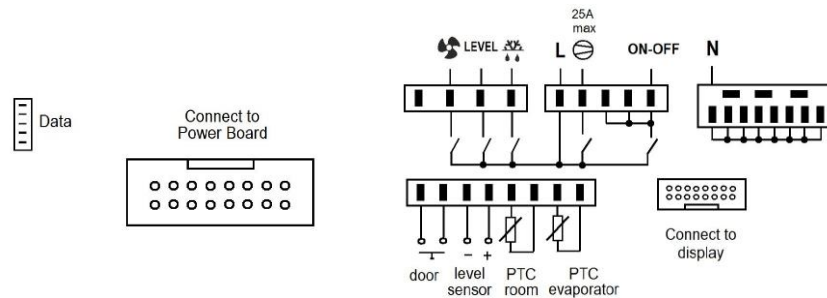 25A
max
LEVEL
L
ON-OFF
N
Data
Connect to
Power Board
- +
door
level
sensor
PTC
room
PTC
evaporator
Connect to
display